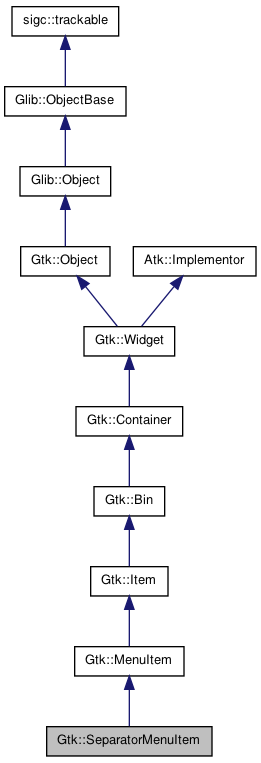 sigc::trackable
Glib::ObjectBase
Glib::Object
Gtk::Object
Atk::Implementor
Gtk::Widget
Gtk::Container
Gtk::Bin
Gtk::Item
Gtk::MenuItem
Gtk::SeparatorMenuItem